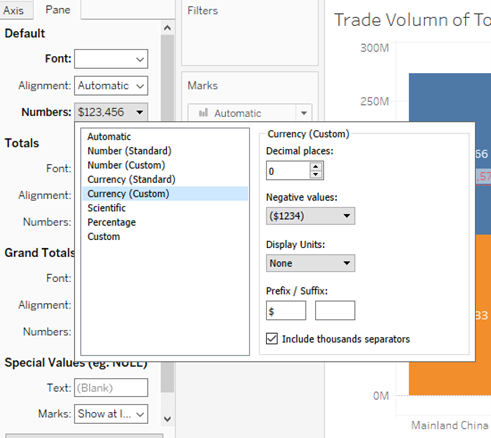 Axis
Pane
Default
Font:
Alignment:
Automatic
Numbers:
$123,456
Totals
Font:
Alignment:
Numbers:
Grand Totals
Font:
Alignment:
Numbers:
Special Values (eg. NULL)
Text:
(Blank)
Marks:
Show at I...
Automatic
Number (Standard)
Number (Custom)
Currency (Standard)
Currency (Custom)
Scientific
Percentage
Custom
Currency (Custom)
Decimal places:
0
Negative values:
($1234)
Display Units:
None
Prefix / Suffix:
$
Include thousands separators
Filters
Marks
Automatic
Trade Volumn of To
300M
250M
56
,57
33
0M
Mainland China